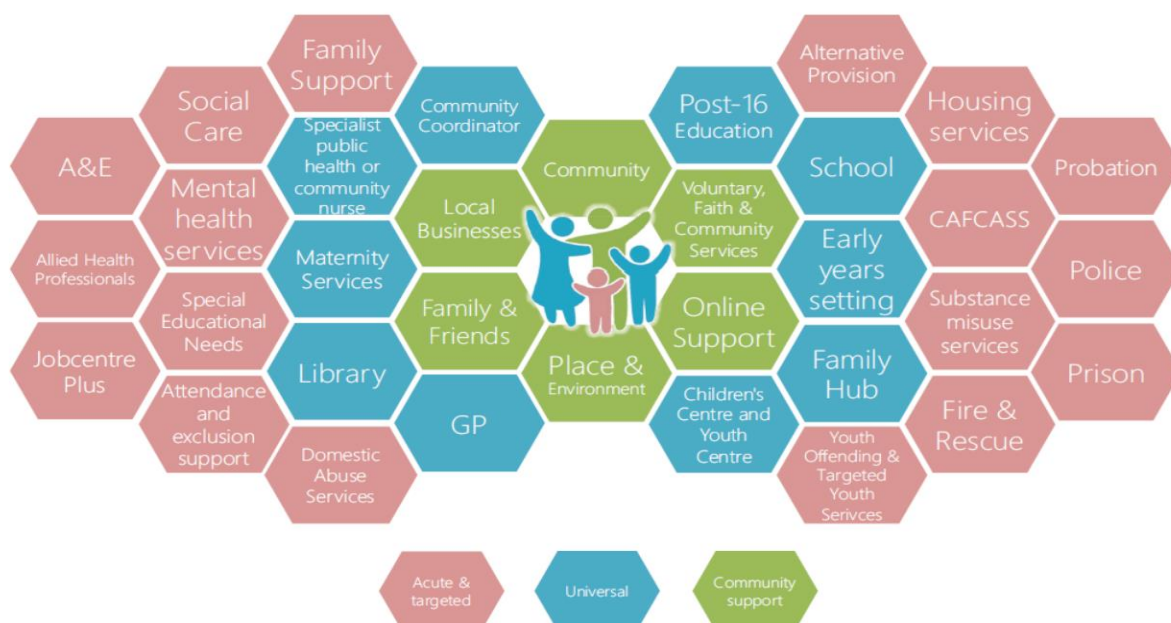 Family
Support
Alternative
Provision
Social
Care
Community
Coordinator
Post-16
Education
Housing
services
A&E
Specialist
public
health or
community
nurse
Community
School
Probation
Mental
health
services
Local
Businesses
Voluntary,
Faith &
Community
Services
CAFCASS
Allied Health
Professionals
Maternity
Services
Early
years
setting
Police
Special
Educational
Needs
Family &
Friends
Online
Support
Substance
misuse
services
Jobcentre
Plus
Library
Place &
Environment
Family
Hub
Prison
Attendance
and
exclusion
support
GP
Children's
Centre and
Youth
Centre
Fire &
Rescue
Domestic
Abuse
Services
Youth
Offending &
Targeted
Youth
Serivces
Acute &
targeted
Universal
Community
support